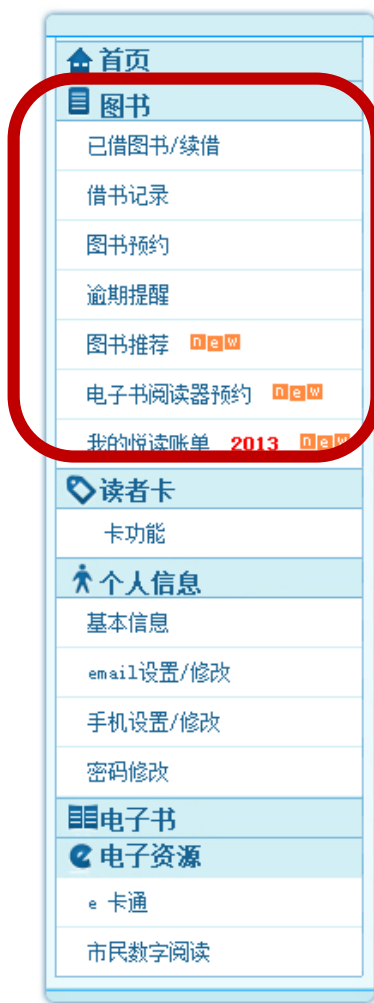 首页
图书
已借图书/续借
借书记录
图书预约
逾期提醒
图书推荐 new
电子书阅读器预约 new
我的悦读账单 2013 new
读者卡
卡功能
个人信息
基本信息
email设置/修改
手机设置/修改
密码修改
电子书
电子资源
e 卡通
市民数字阅读